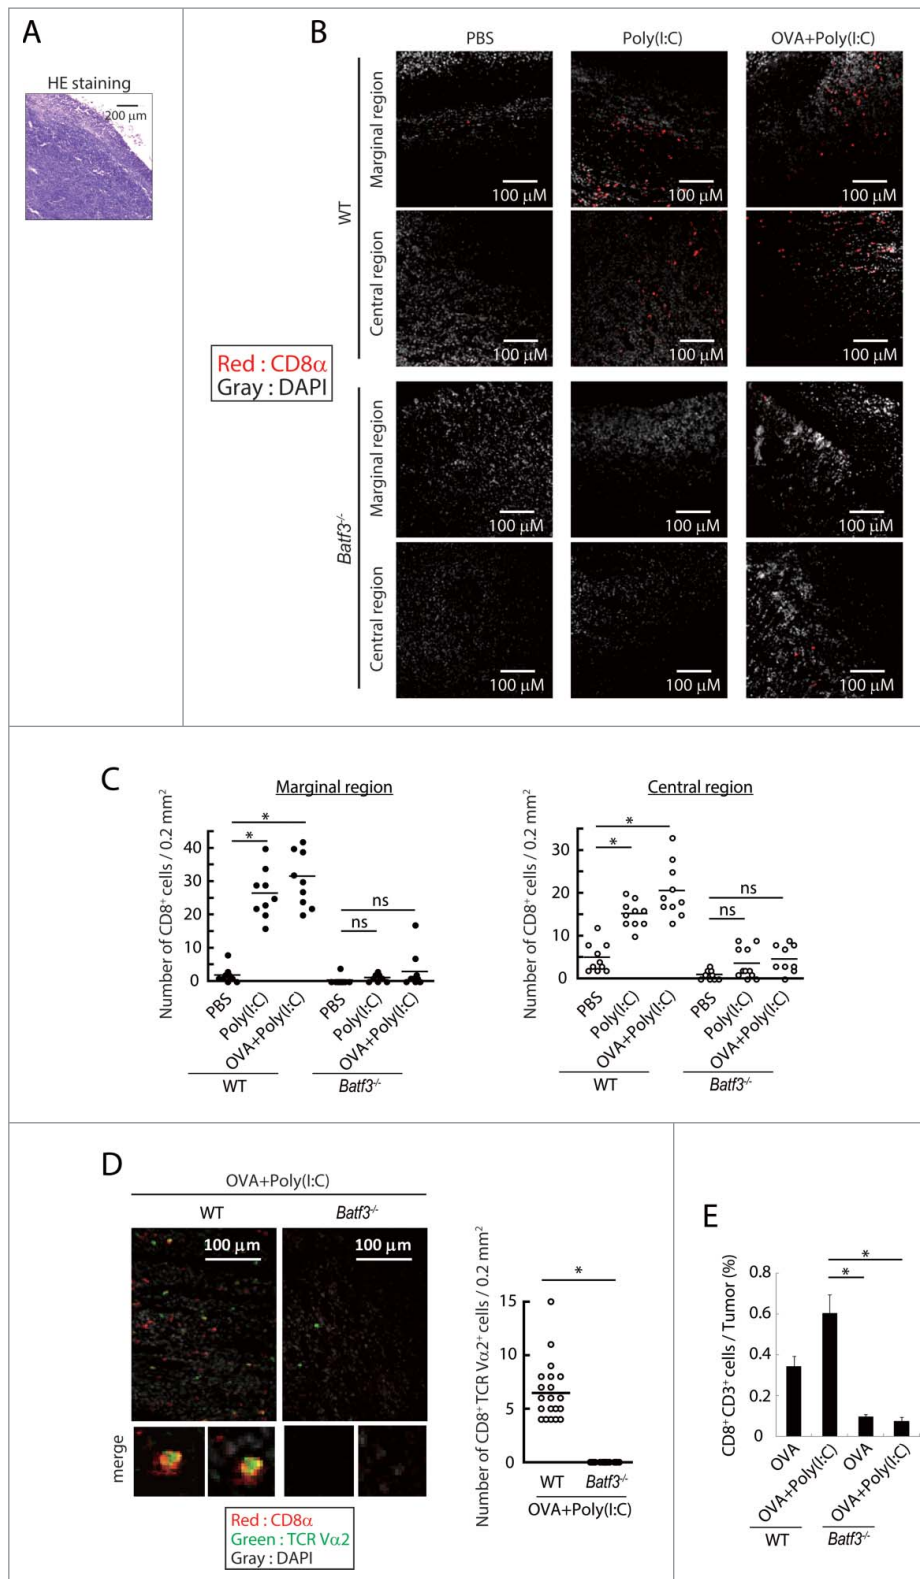 A
HE staining
200 μm
B
PBS
Poly(I:C)
OVA+Poly(I:C)
WT
Marginal region
100 μM
100 μM
100 μM
Central region
100 μM
100 μM
100 μM
Red : CD8α
Gray : DAPI
Batf3-/-
Marginal region
100 μM
100 μM
100 μM
Central region
100 μM
100 μM
100 μM
C
Marginal region
Number of CD8+ cells / 0.2 mm2
40
30
20
10
0
*
*
ns
ns
PBS
Poly(I:C)
OVA+Poly(I:C)
PBS
Poly(I:C)
OVA+Poly(I:C)
WT
Batf3-/-
Central region
Number of CD8+ cells / 0.2 mm2
30
20
10
0
*
*
ns
ns
PBS
Poly(I:C)
OVA+Poly(I:C)
PBS
Poly(I:C)
OVA+Poly(I:C)
WT
Batf3-/-
D
OVA+Poly(I:C)
WT
Batf3-/-
100 μm
100 μm
merge
Red : CD8α
Green : TCR Vα2
Gray : DAPI
Number of CD8+ TCR Vα2+ cells / 0.2 mm2
15
10
5
0
*
WT
Batf3-/-
OVA+Poly(I:C)
E
CD8+ CD3+ cells / Tumor (%)
0.8
0.6
0.4
0.2
0
*
*
OVA
OVA+Poly(I:C)
OVA
OVA+Poly(I:C)
WT
Batf3-/-